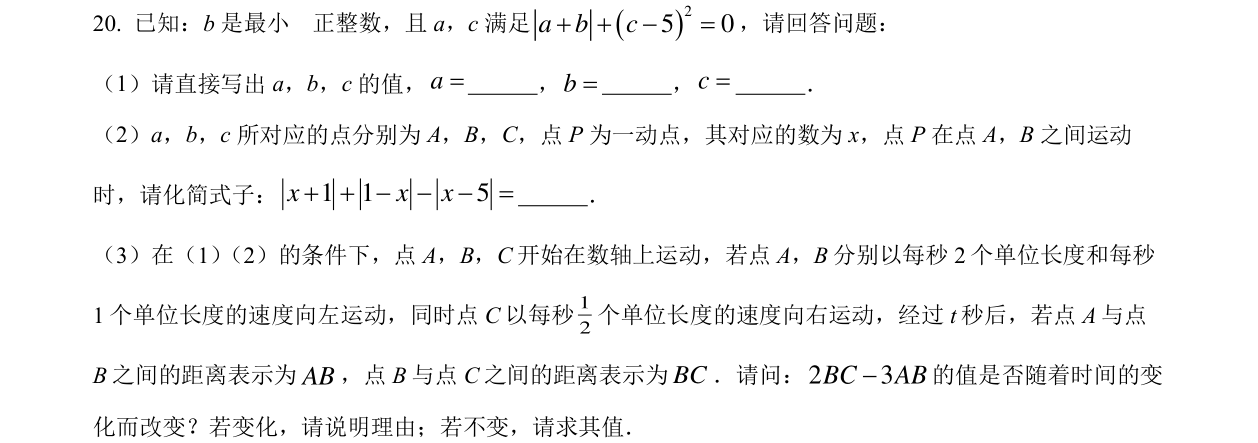 20. 已知：b 是最小 正整数，且 a，c 满足|a+b|+(c−5)²=0，请回答问题：
（1）请直接写出 a，b，c 的值，a=______，b=______，c=______．
（2）a，b，c 所对应的点分别为 A，B，C，点 P 为一动点，其对应的数为 x，点 P 在点 A，B 之间运动
时，请化简式子：|x+1|+|1−x|−|x−5|=______．
（3）在（1）（2）的条件下，点 A，B，C 开始在数轴上运动，若点 A，B 分别以每秒 2 个单位长度和每秒
1 个单位长度的速度向左运动，同时点 C 以每秒 1/2 个单位长度的速度向右运动，经过 t 秒后，若点 A 与点
B 之间的距离表示为 AB，点 B 与点 C 之间的距离表示为 BC．请问：2BC−3AB 的值是否随着时间的变
化而改变？若变化，请说明理由；若不变，请求其值．